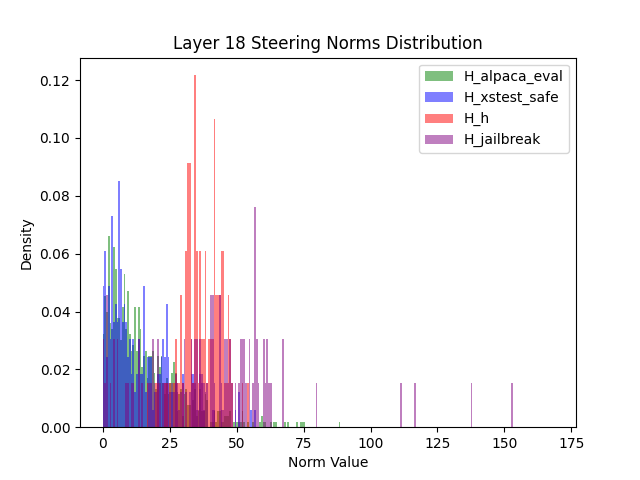 Layer 18 Steering Norms Distribution
H_alpaca_eval
H_xstest_safe
H_h
H_jailbreak
Density
0.12
0.10
0.08
0.06
0.04
0.02
0.00
0 25 50 75 100 125 150 175
Norm Value